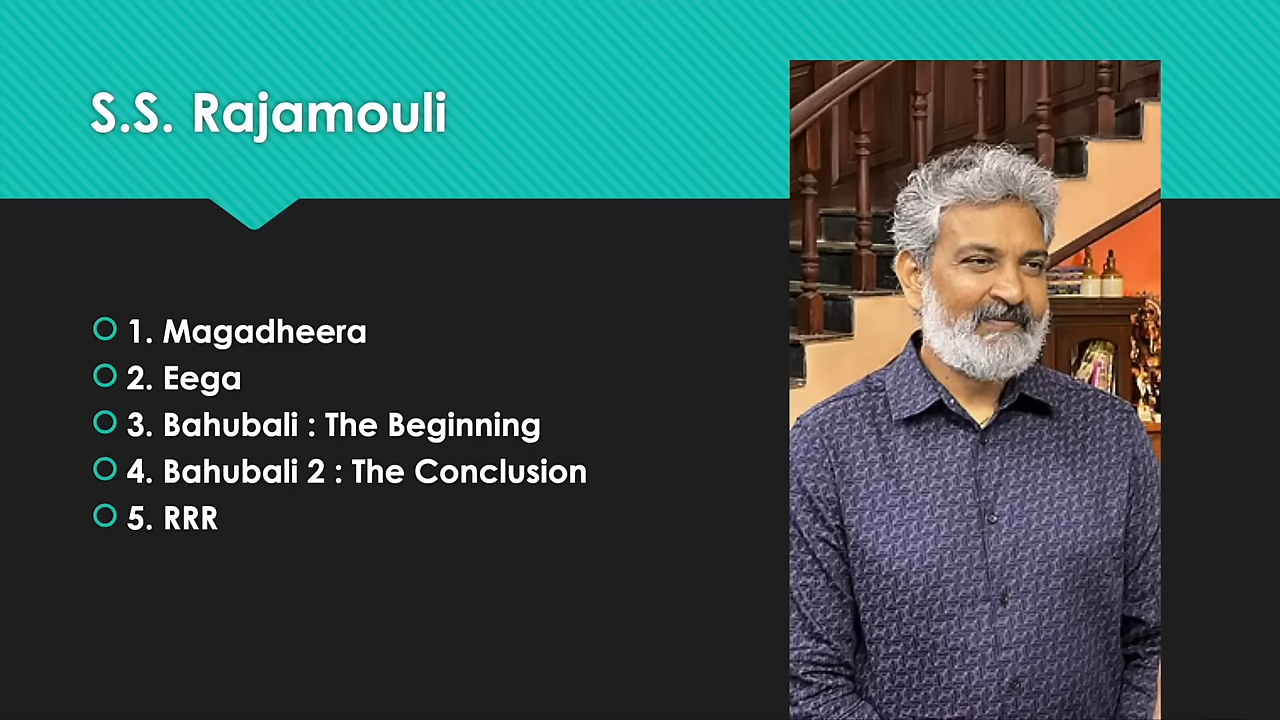 S.S. Rajamouli
1. Magadheera
2. Eega
3. Bahubali : The Beginning
4. Bahubali 2 : The Conclusion
5. RRR